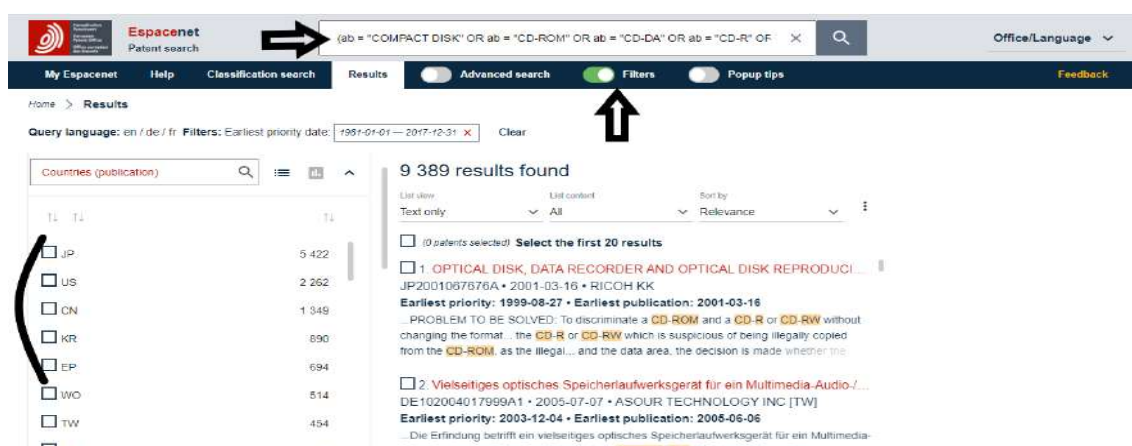 Espacenet
Patent search
(ab = "COMPACT DISK" OR ab = "CD-ROM" OR ab = "CD-DA" OR ab = "CD-R" OF
Office/Language
My Espacenet Help Classification search Results Advanced search Filters Popup tips Feedback
Home > Results
Query language: en / de / fr Filters: Earliest priority date: 1981-01-01 — 2017-12-31 × Clear
Countries (publication)
9 389 results found
List view List content Sort by
Text only All Relevance
(0 patents selected) Select the first 20 results
JP 5 422
US 2 262
CN 1 349
KR 890
EP 694
WO 514
TW 454
1. OPTICAL DISK, DATA RECORDER AND OPTICAL DISK REPRODUCI...
JP2001067676A • 2001-03-16 • RICOH KK
Earliest priority: 1999-08-27 • Earliest publication: 2001-03-16
...PROBLEM TO BE SOLVED: To discriminate a CD-ROM and a CD-R or CD-RW without
changing the format... the CD-R or CD-RW which is suspicious of being illegally copied
from the CD-ROM, as the illegal... and the data area, the decision is made whether the
2. Vielseitiges optisches Speicherlaufwerksgerät für ein Multimedia-Audio-/...
DE102004017999A1 • 2005-07-07 • ASOUR TECHNOLOGY INC [TW]
Earliest priority: 2003-12-04 • Earliest publication: 2005-06-06
...Die Erfindung betrifft ein vielseitiges optisches Speicherlaufwerksgerät für ein Multimedia-